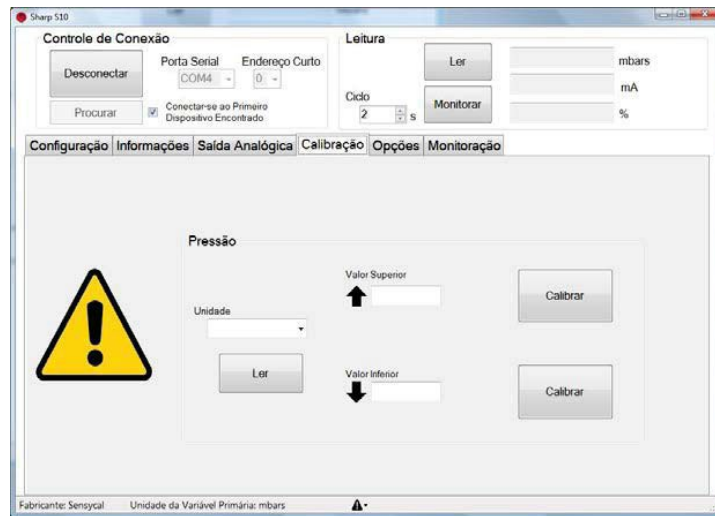 Sharp S10
Controle de Conexão
Desconectar
Porta Serial
COM4
Endereço Curto
0
Procurar
Conectar-se ao Primeiro
Dispositivo Encontrado
Leitura
Ler
mbars
mA
Ciclo
2
s
Monitorar
%
Configuração Informações Saída Analógica Calibração Opções Monitoração
Pressão
Valor Superior
Calibrar
Unidade
Ler
Valor Inferior
Calibrar
Fabricante: Sensycal Unidade da Variável Primária: mbars